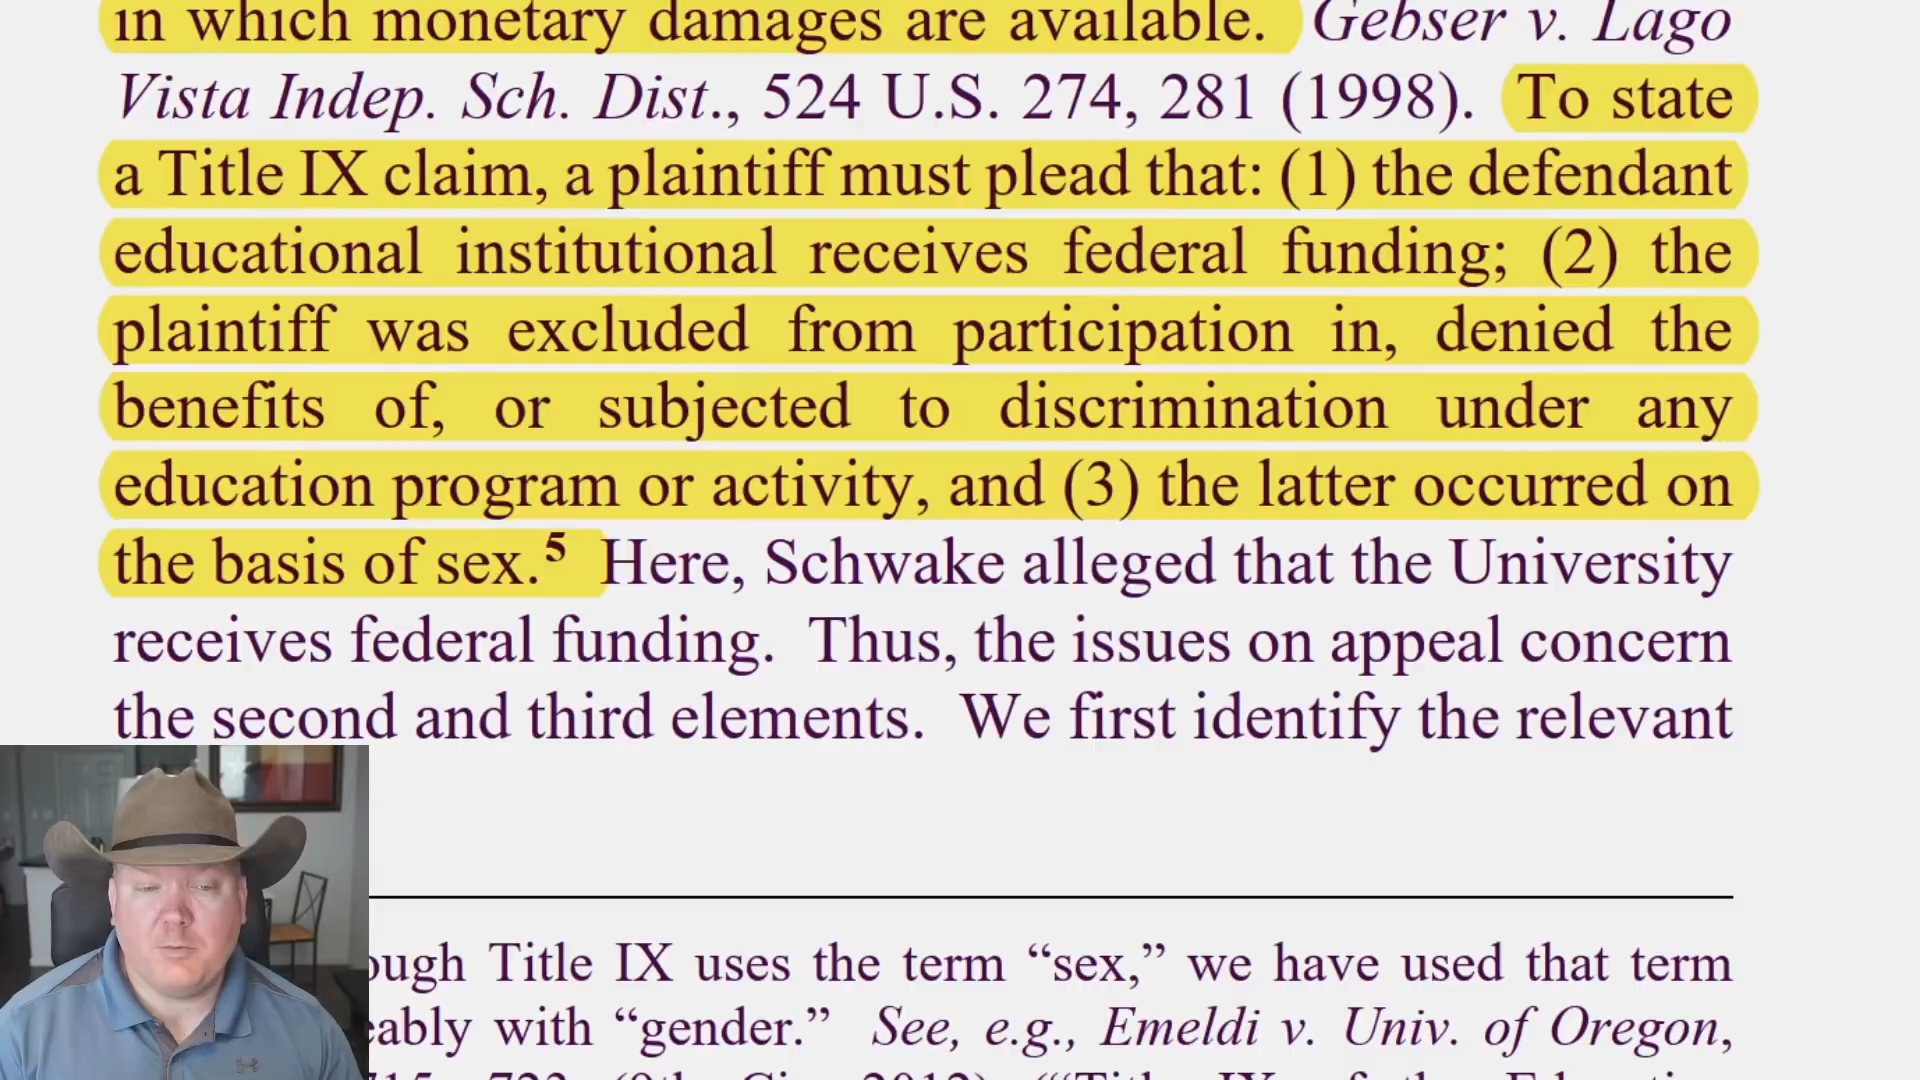 in which monetary damages are available. Gebser v. Lago
Vista Indep. Sch. Dist., 524 U.S. 274, 281 (1998). To state
a Title IX claim, a plaintiff must plead that: (1) the defendant
educational institutional receives federal funding; (2) the
plaintiff was excluded from participation in, denied the
benefits of, or subjected to discrimination under any
education program or activity, and (3) the latter occurred on
the basis of sex.⁵ Here, Schwake alleged that the University
receives federal funding. Thus, the issues on appeal concern
the second and third elements. We first identify the relevant
ough Title IX uses the term “sex,” we have used that term
eably with “gender.” See, e.g., Emeldi v. Univ. of Oregon,